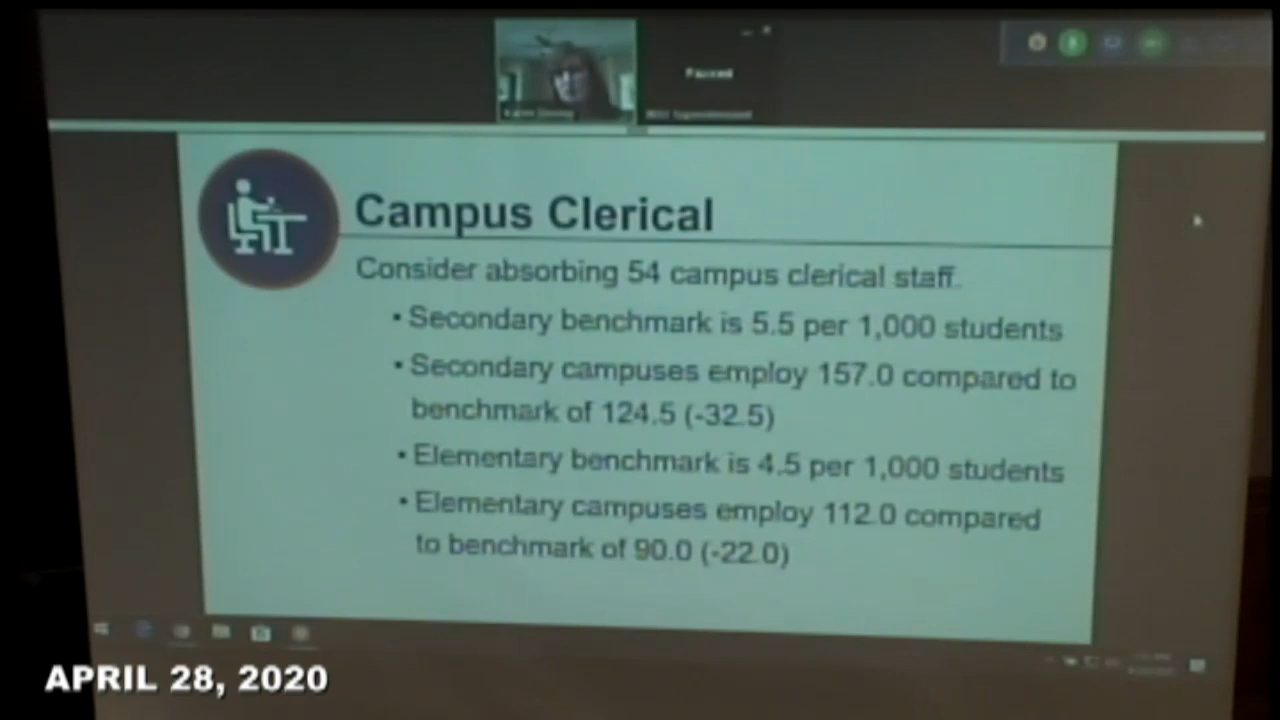 Paused
Campus Clerical
Consider absorbing 54 campus clerical staff.
• Secondary benchmark is 5.5 per 1,000 students
• Secondary campuses employ 157.0 compared to
benchmark of 124.5 (-32.5)
• Elementary benchmark is 4.5 per 1,000 students
• Elementary campuses employ 112.0 compared
to benchmark of 90.0 (-22.0)
APRIL 28, 2020